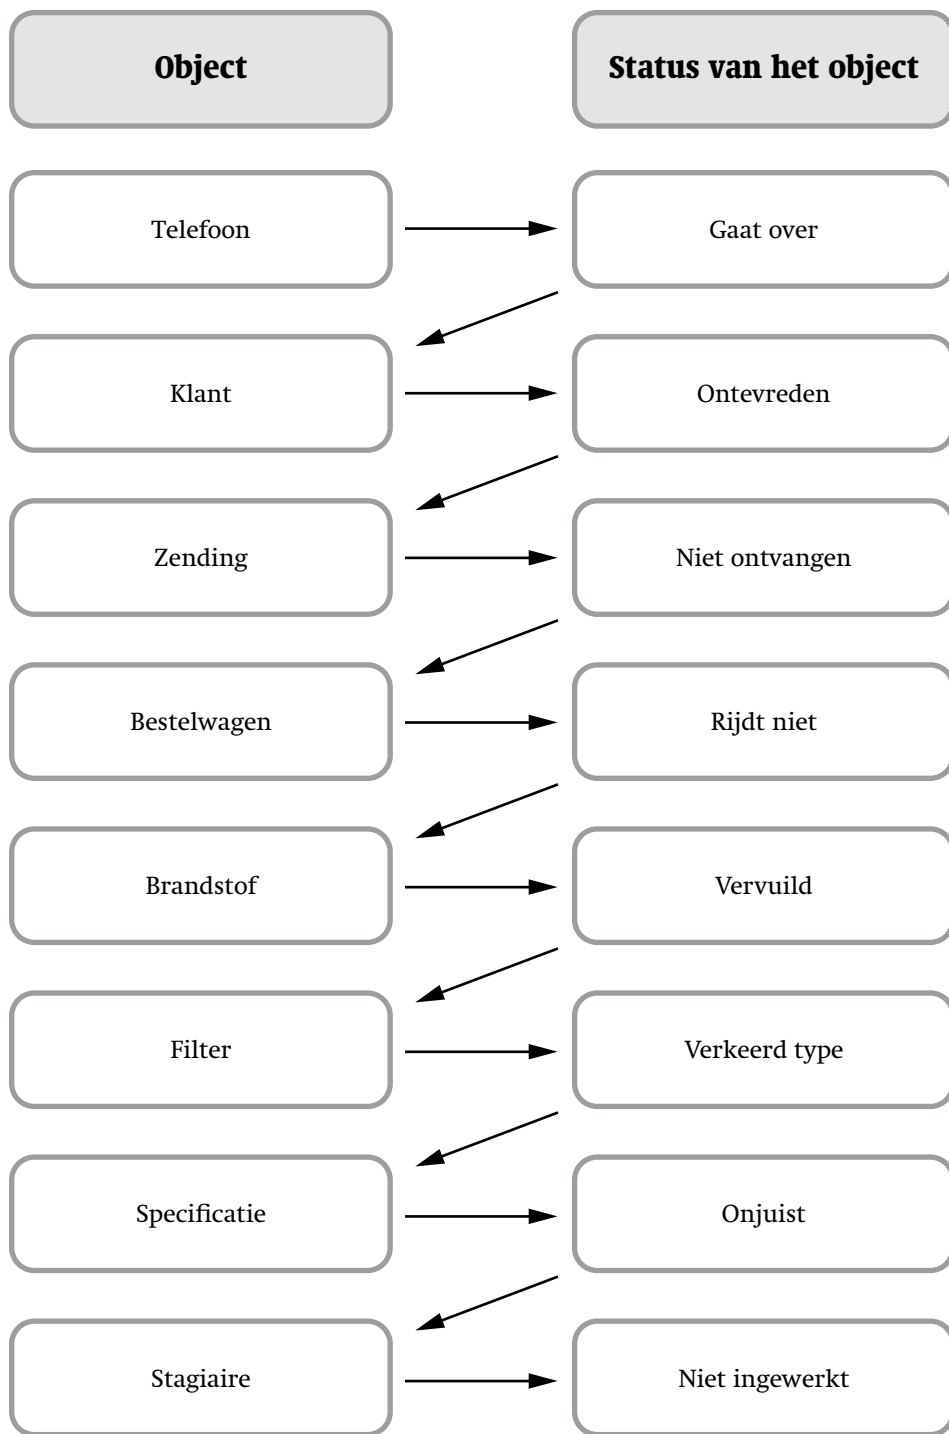 Object
Status van het object
Telefoon
Gaat over
Klant
Ontevreden
Zending
Niet ontvangen
Bestelwagen
Rijdt niet
Brandstof
Vervuild
Filter
Verkeerd type
Specificatie
Onjuist
Stagiaire
Niet ingewerkt